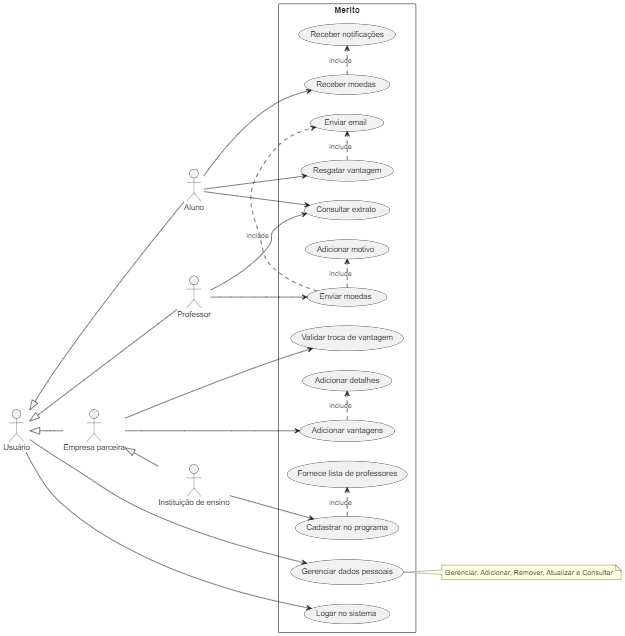 Merito
Receber notificações
include
Receber moedas
Enviar email
include
Resgatar vantagem
Aluno
Consultar extrato
include
Adicionar motivo
include
Enviar moedas
Professor
Validar troca de vantagem
Adicionar detalhes
include
Adicionar vantagens
Usuário
Empresa parceira
Fornece lista de professores
Instituição de ensino
include
Cadastrar no programa
Gerenciar dados pessoais
Gerenciar: Adicionar, Remover, Atualizar e Consultar
Logar no sistema